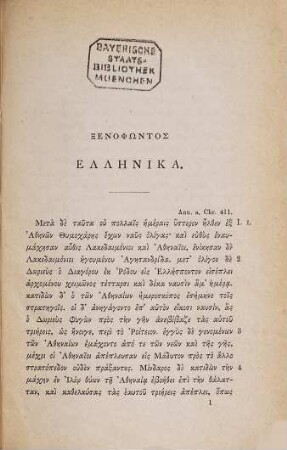 BAYERISCHE
STAATS-
BIBLIOTHEK
MUENCHEN
ΞΕΝΟΦΩΝΤΟΣ
ΕΛΛΗΝΙΚΑ.
Ann. a. Chr. 411.
Μετὰ δὲ ταῦτα οὐ πολλαῖς ἡμέραις ὕστερον ἦλθεν ἐξ I. 1.
Ἀθηνῶν Θυμοχάρης ἔχων ναῦς ὀλίγας· καὶ εὐθὺς ἐναυ-
μάχησαν αὖθις Λακεδαιμόνιοι καὶ Ἀθηναῖοι, ἐνίκησαν δὲ
Λακεδαιμόνιοι ἡγουμένου Ἀγησανδρίδα. μετ' ὀλίγον δὲ 2
Δωριεὺς ὁ Διαγόρου ἐκ Ῥόδου εἰς Ἑλλήσποντον εἰσέπλει
ἀρχομένου χειμῶνος τέτταρσι καὶ δέκα ναυσὶν ἅμ' ἡμέρᾳ.
κατιδὼν δ' ὁ τῶν Ἀθηναίων ἡμεροσκόπος ἐσήμηνε τοῖς
στρατηγοῖς. οἱ δ' ἀνηγάγοντο ἐπ' αὐτὸν εἴκοσι ναυσίν, ἃς
ὁ Δωριεὺς φυγὼν πρὸς τὴν γῆν ἀνεβίβαζε τὰς αὑτοῦ
τριήρεις, ὡς ἤνοιγε, περὶ τὸ Ῥοίτειον. ἐγγὺς δὲ γενομένων 3
τῶν Ἀθηναίων ἐμάχοντο ἀπό τε τῶν νεῶν καὶ τῆς γῆς,
μέχρι οἱ Ἀθηναῖοι ἀπέπλευσαν εἰς Μάδυτον πρὸς τὸ ἄλλο
στρατόπεδον οὐδὲν πράξαντες. Μίνδαρος δὲ κατιδὼν τὴν 4
μάχην ἐν Ἰλίῳ θύων τῇ Ἀθηνᾷ, ἐβοήθει ἐπὶ τὴν θάλατ-
ταν, καὶ καθελκύσας τὰς ἑαυτοῦ τριήρεις ἀπέπλει, ὅπως
1